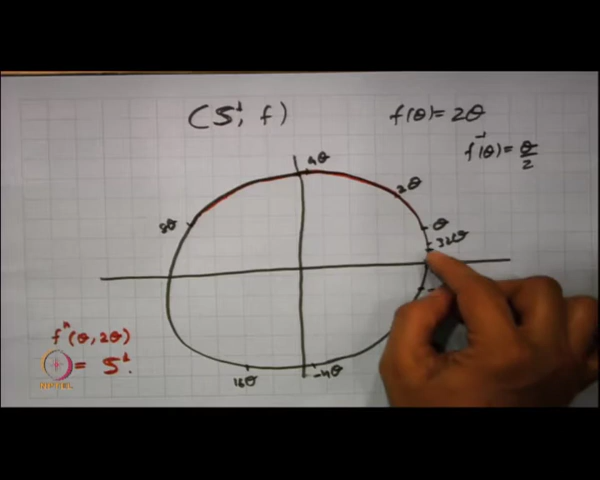 (S¹, f)
f(θ) = 2θ
f⁻¹(θ) = θ/2
4θ
2θ
θ
8θ
32θ
fⁿ(θ, 2θ)
= S¹.
16θ
-4θ
NPTEL